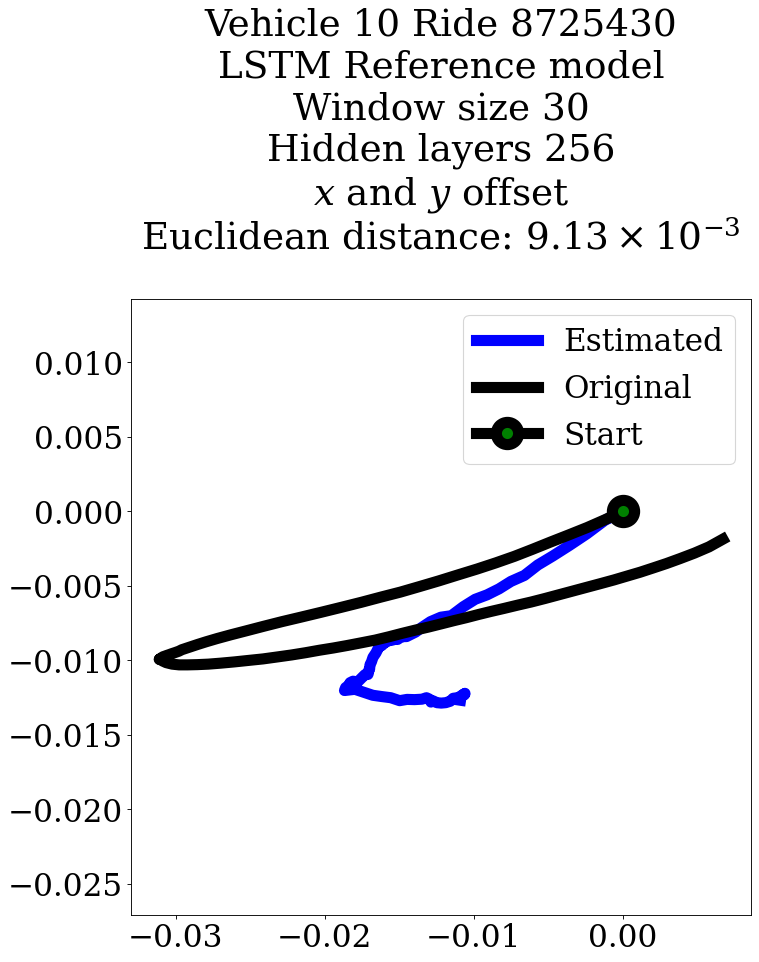 Vehicle 10 Ride 8725430
LSTM Reference model
Window size 30
Hidden layers 256
x and y offset
Euclidean distance: 9.13 × 10⁻³
Estimated
Original
Start
0.010
0.005
0.000
−0.005
−0.010
−0.015
−0.020
−0.025
−0.03 −0.02 −0.01 0.00